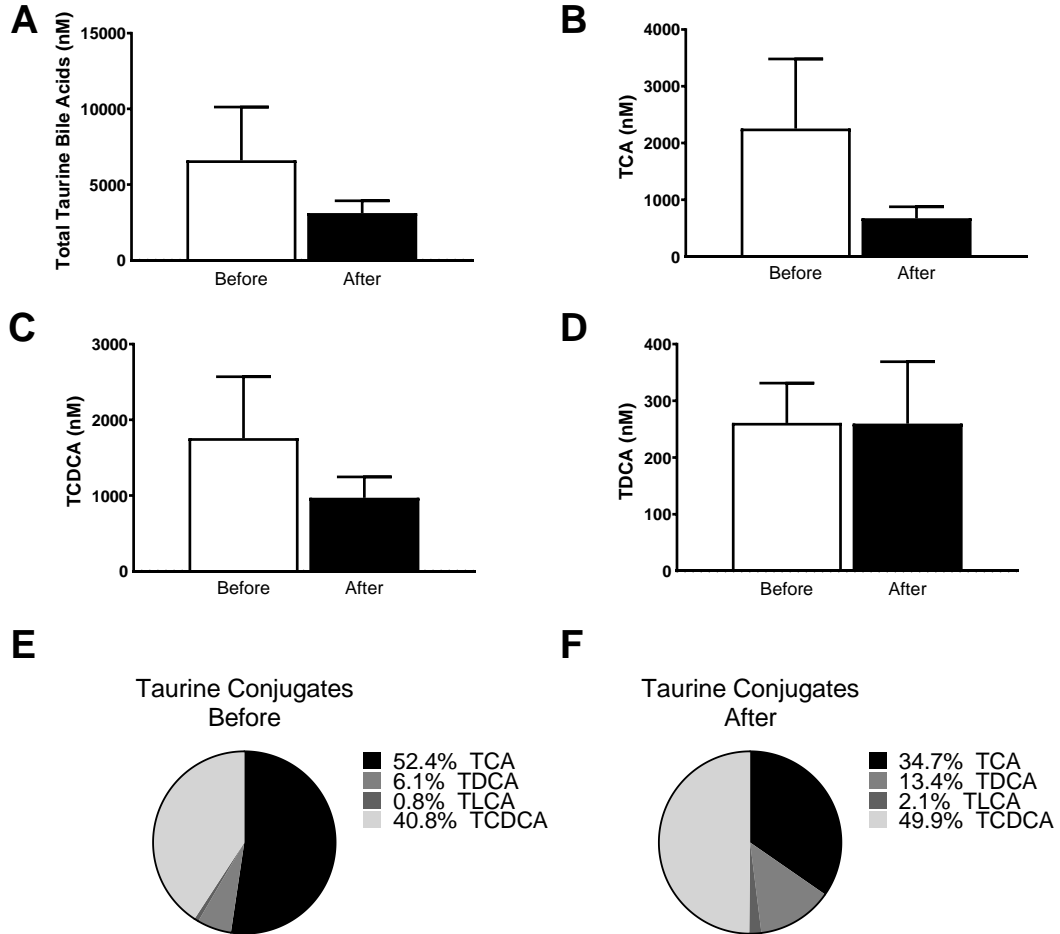 A
Total Taurine Bile Acids (nM)
15000
10000
5000
0
Before
After
B
TCA (nM)
4000
3000
2000
1000
0
Before
After
C
TCDCA (nM)
3000
2000
1000
0
Before
After
D
TDCA (nM)
400
300
200
100
0
Before
After
E
Taurine Conjugates
Before
52.4% TCA
6.1% TDCA
0.8% TLCA
40.8% TCDCA
F
Taurine Conjugates
After
34.7% TCA
13.4% TDCA
2.1% TLCA
49.9% TCDCA